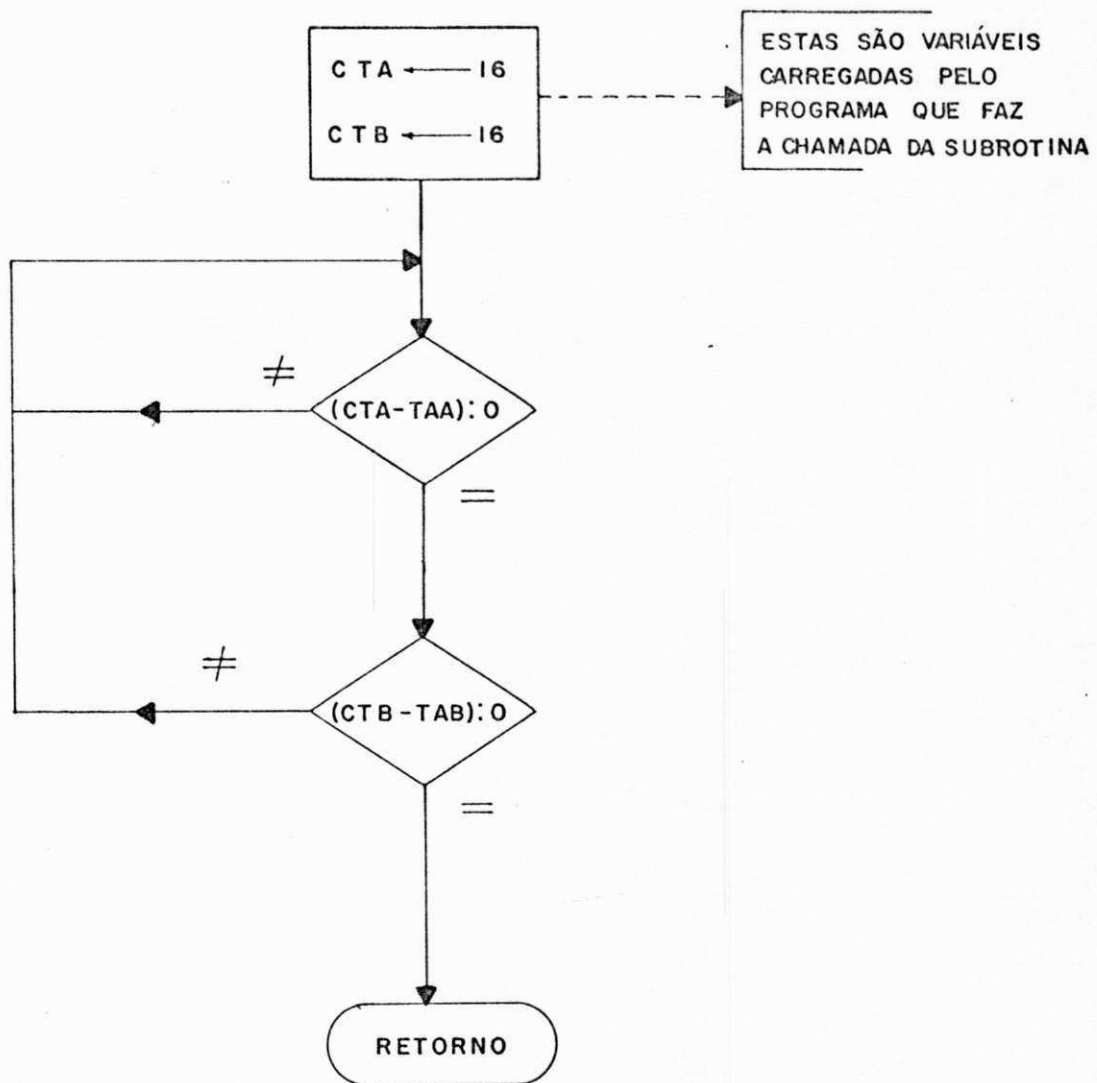 CTA ← 16
CTB ← 16
ESTAS SÃO VARIÁVEIS
CARREGADAS PELO
PROGRAMA QUE FAZ
A CHAMADA DA SUBROTINA
≠
(CTA-TAA):0
=
≠
(CTB-TAB):0
=
RETORNO